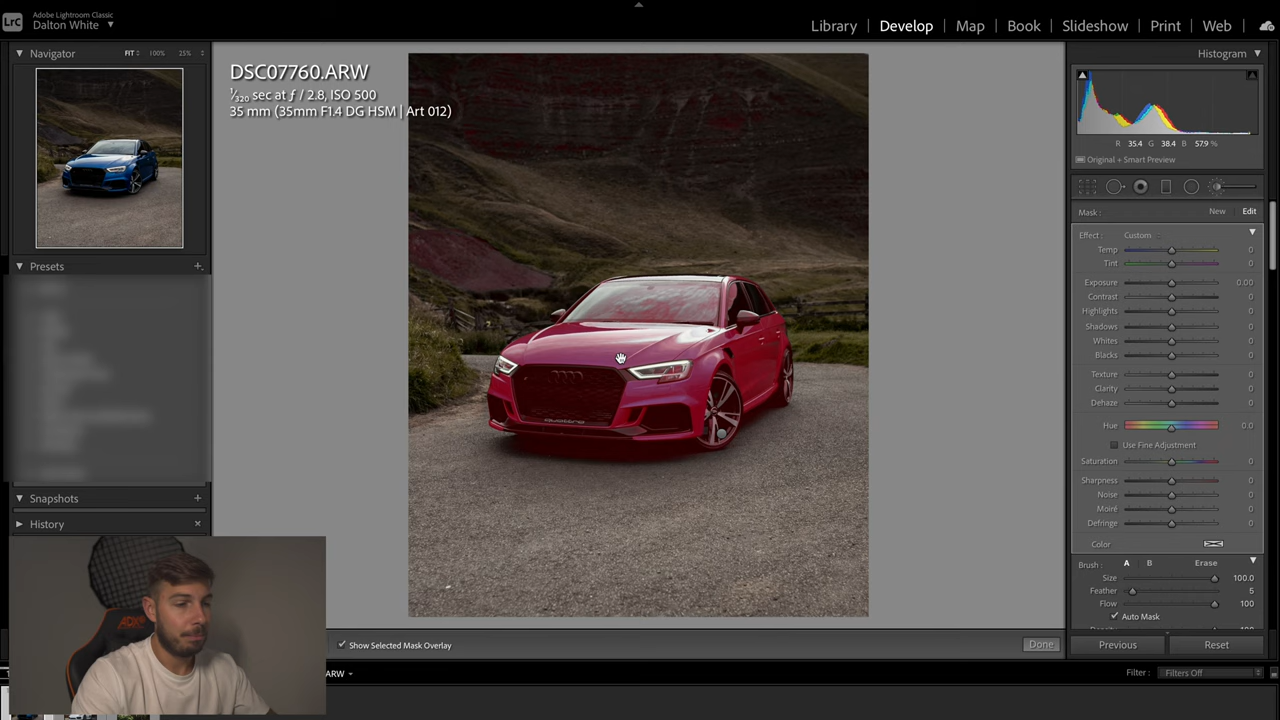 Adobe Lightroom Classic
LrC
Dalton White
Library | Develop | Map | Book | Slideshow | Print | Web
Navigator
FIT
100%
25%
Histogram
DSC07760.ARW
1/320 sec at ƒ / 2.8, ISO 500
35 mm (35mm F1.4 DG HSM | Art 012)
R 35.4 G 38.4 B 57.9 %
Original + Smart Preview
Mask : New Edit
Effect : Custom
Temp 0
Tint 0
Exposure 0.00
Contrast 0
Highlights 0
Shadows 0
Whites 0
Blacks 0
Texture 0
Clarity 0
Dehaze 0
Hue 0.0
Use Fine Adjustment
Saturation 0
Sharpness 0
Noise 0
Moiré 0
Defringe 0
Color
Brush : A B Erase
Size 100.0
Feather 5
Flow 100
Auto Mask
Previous
Reset
Presets
Snapshots
History
quattro
Show Selected Mask Overlay
Done
ARW
Filter : Filters Off